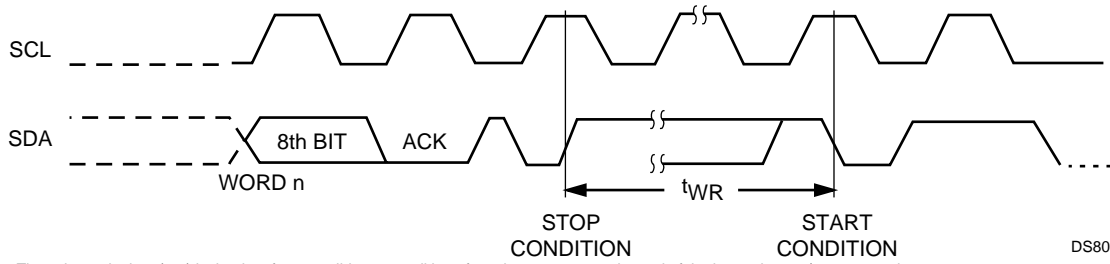 SCL
SDA
8th BIT
ACK
WORD n
tWR
STOP
CONDITION
START
CONDITION
DS80